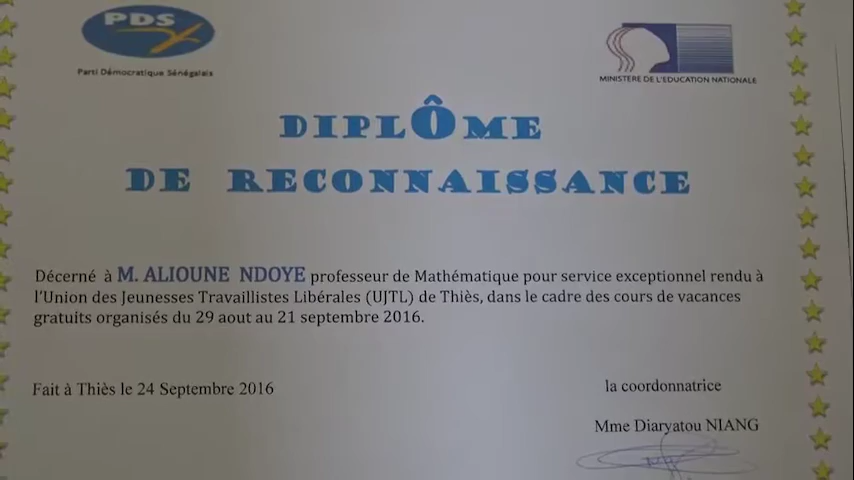 PDS
Parti Démocratique Sénégalais
MINISTERE DE L'EDUCATION NATIONALE
DIPLÔME
DE RECONNAISSANCE
Décerné à M. ALIOUNE NDOYE professeur de Mathématique pour service exceptionnel rendu à
l'Union des Jeunesses Travaillistes Libérales (UJTL) de Thiès, dans le cadre des cours de vacances
gratuits organisés du 29 aout au 21 septembre 2016.
Fait à Thiès le 24 Septembre 2016
la coordonnatrice
Mme Diaryatou NIANG